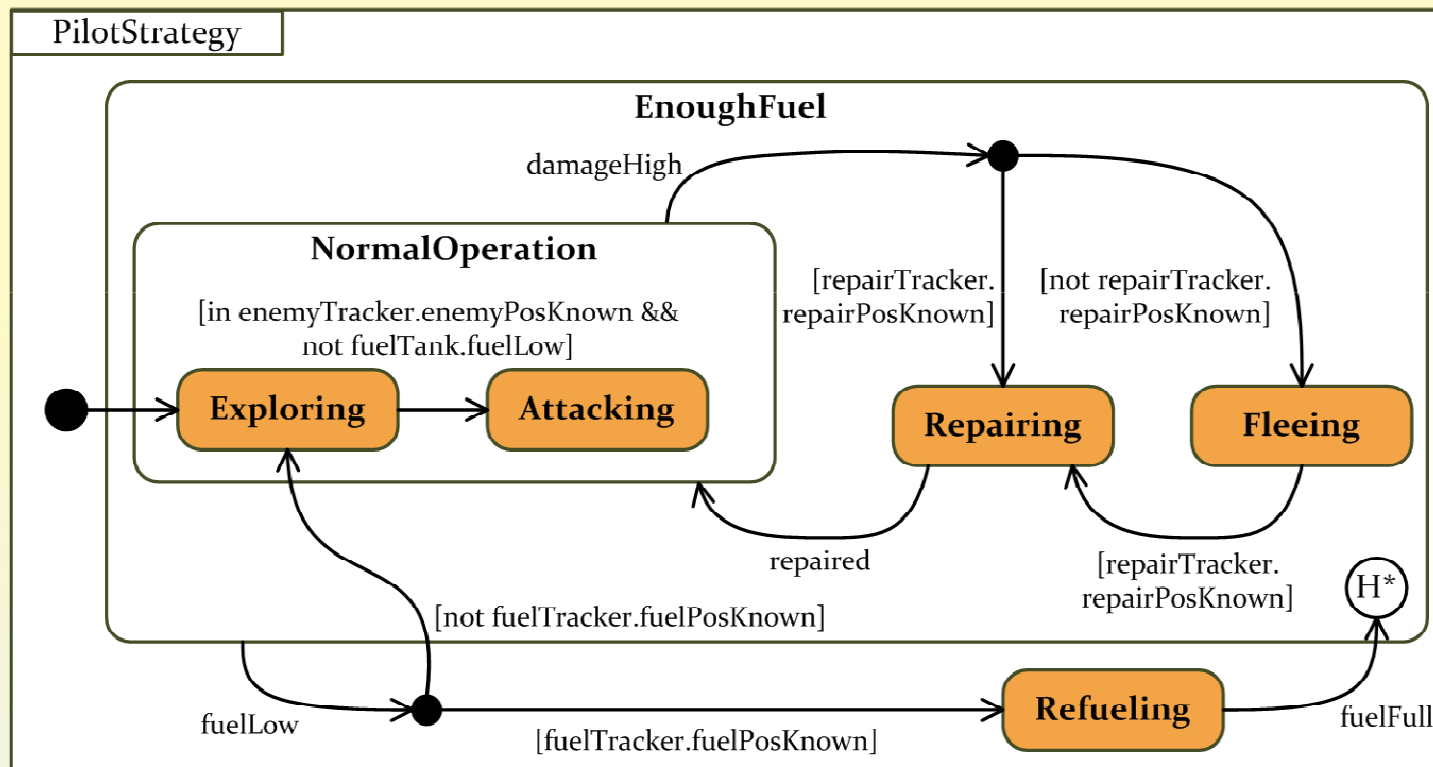 PilotStrategy
EnoughFuel
damageHigh
NormalOperation
[in enemyTracker.enemyPosKnown &&
not fuelTank.fuelLow]
[repairTracker.
repairPosKnown]
[not repairTracker.
repairPosKnown]
Exploring
Attacking
Repairing
Fleeing
repaired
[repairTracker.
repairPosKnown]
H*
[not fuelTracker.fuelPosKnown]
fuelLow
[fuelTracker.fuelPosKnown]
Refueling
fuelFull